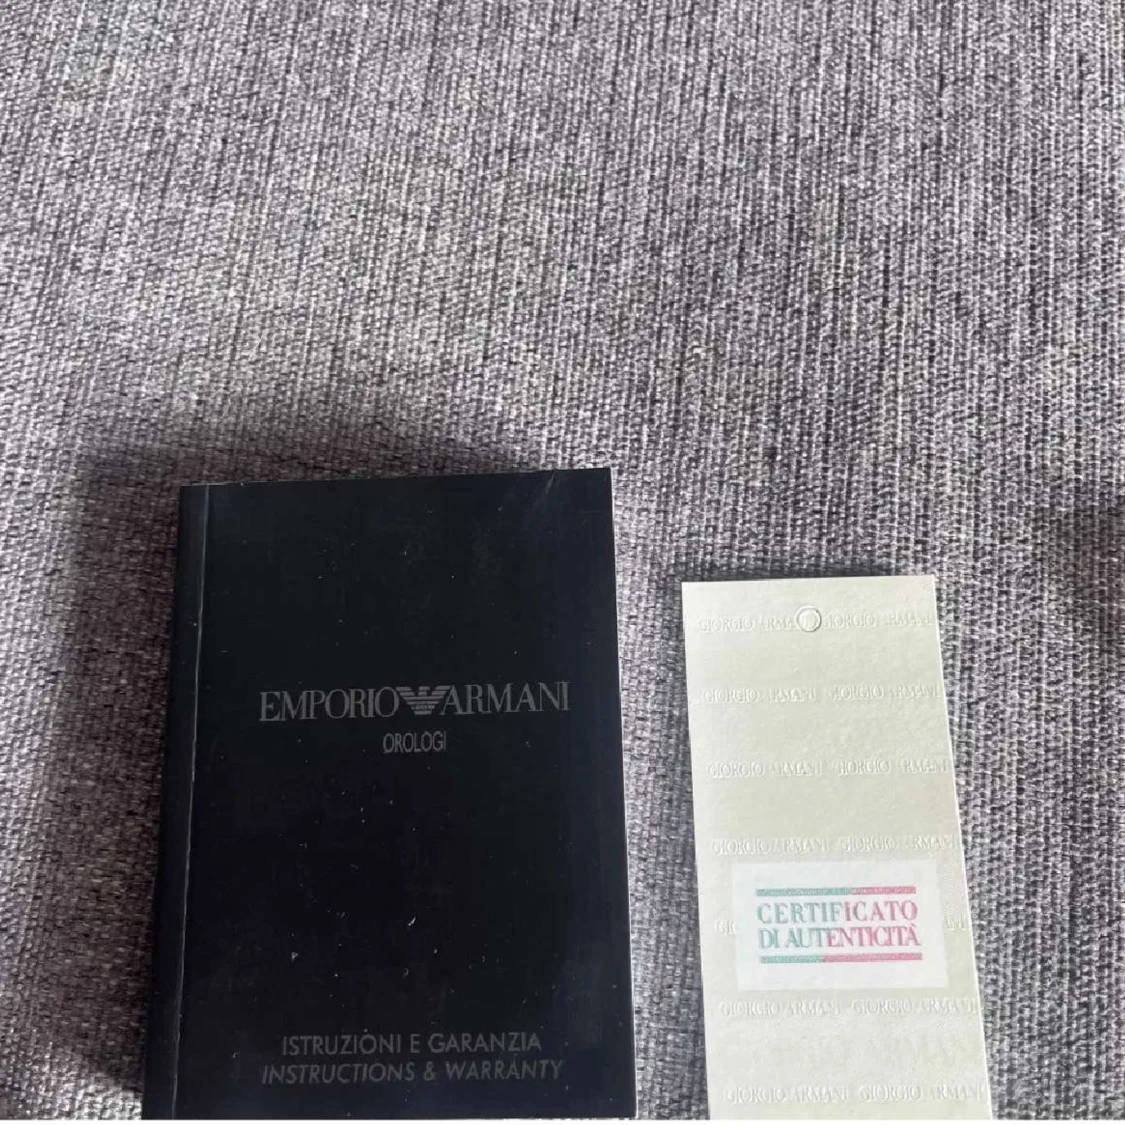 EMPORIO ARMANI
OROLOGI
ISTRUZIONI E GARANZIA
INSTRUCTIONS & WARRANTY
GIORGIO ARMANI GIORGIO ARMANI
GIORGIO ARMANI GIORGIO ARMANI
GIORGIO ARMANI GIORGIO ARMANI
GIORGIO ARMANI GIORGIO ARMANI
CERTIFICATO
DI AUTENTICITÀ
GIORGIO ARMANI GIORGIO ARMANI
GIORGIO ARMANI GIORGIO ARMANI